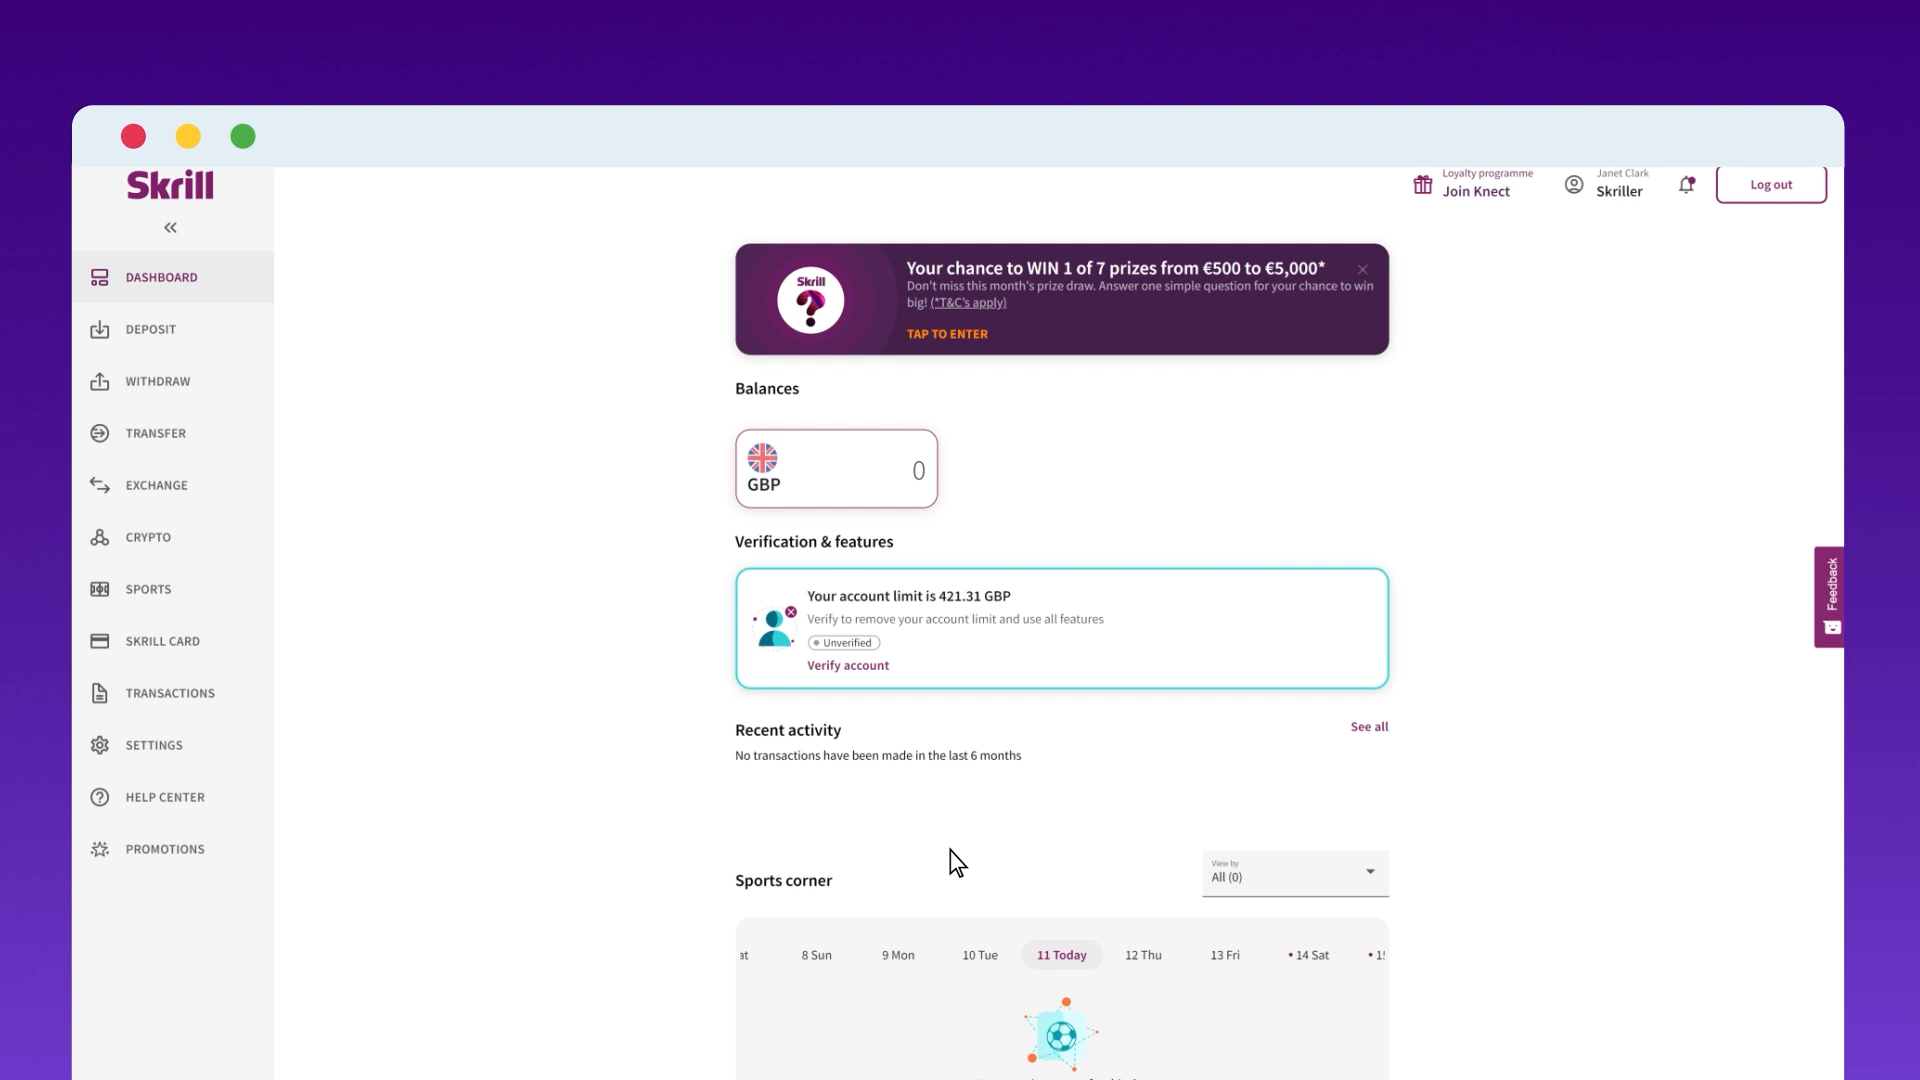 Skrill
Loyalty programme
Join Knect
Janet Clark
Skriller
Log out
DASHBOARD
DEPOSIT
WITHDRAW
TRANSFER
EXCHANGE
CRYPTO
SPORTS
SKRILL CARD
TRANSACTIONS
SETTINGS
HELP CENTER
PROMOTIONS
Skrill
Your chance to WIN 1 of 7 prizes from €500 to €5,000*
Don't miss this month's prize draw. Answer one simple question for your chance to win
big! (*T&C's apply)
TAP TO ENTER
Balances
GBP
0
Verification & features
Your account limit is 421.31 GBP
Verify to remove your account limit and use all features
Unverified
Verify account
Feedback
Recent activity
See all
No transactions have been made in the last 6 months
Sports corner
View by
All (0)
at
8 Sun
9 Mon
10 Tue
11 Today
12 Thu
13 Fri
14 Sat